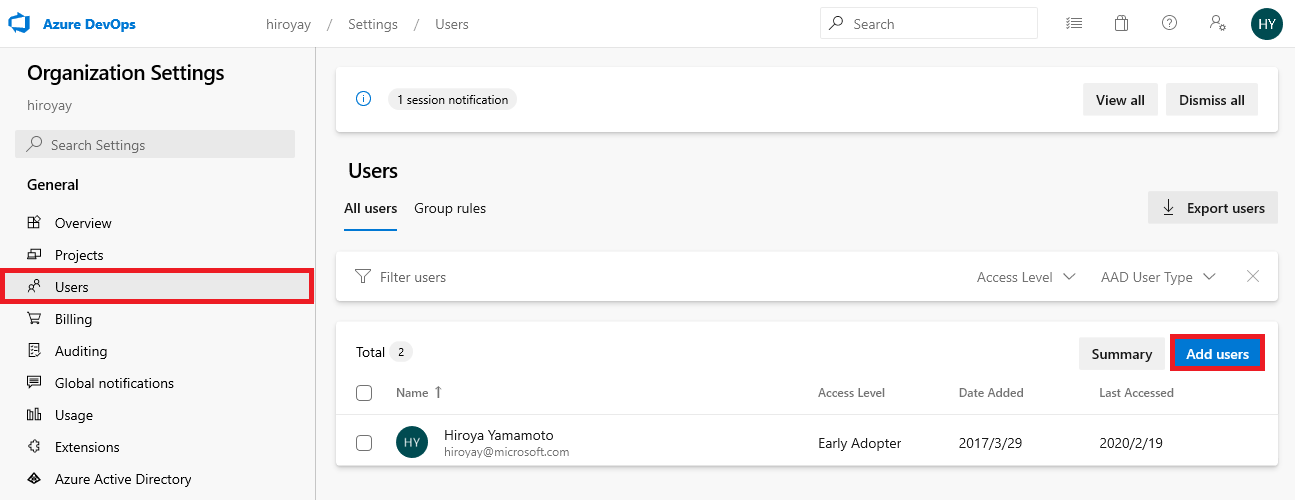 Azure DevOps
hiroyay / Settings / Users
Search
HY
Organization Settings
hiroyay
Search Settings
General
Overview
Projects
Users
Billing
Auditing
Global notifications
Usage
Extensions
Azure Active Directory
1 session notification
View all
Dismiss all
Users
All users
Group rules
Export users
Filter users
Access Level
AAD User Type
Total 2
Summary
Add users
Name
Access Level
Date Added
Last Accessed
HY
Hiroya Yamamoto
hiroyay@microsoft.com
Early Adopter
2017/3/29
2020/2/19